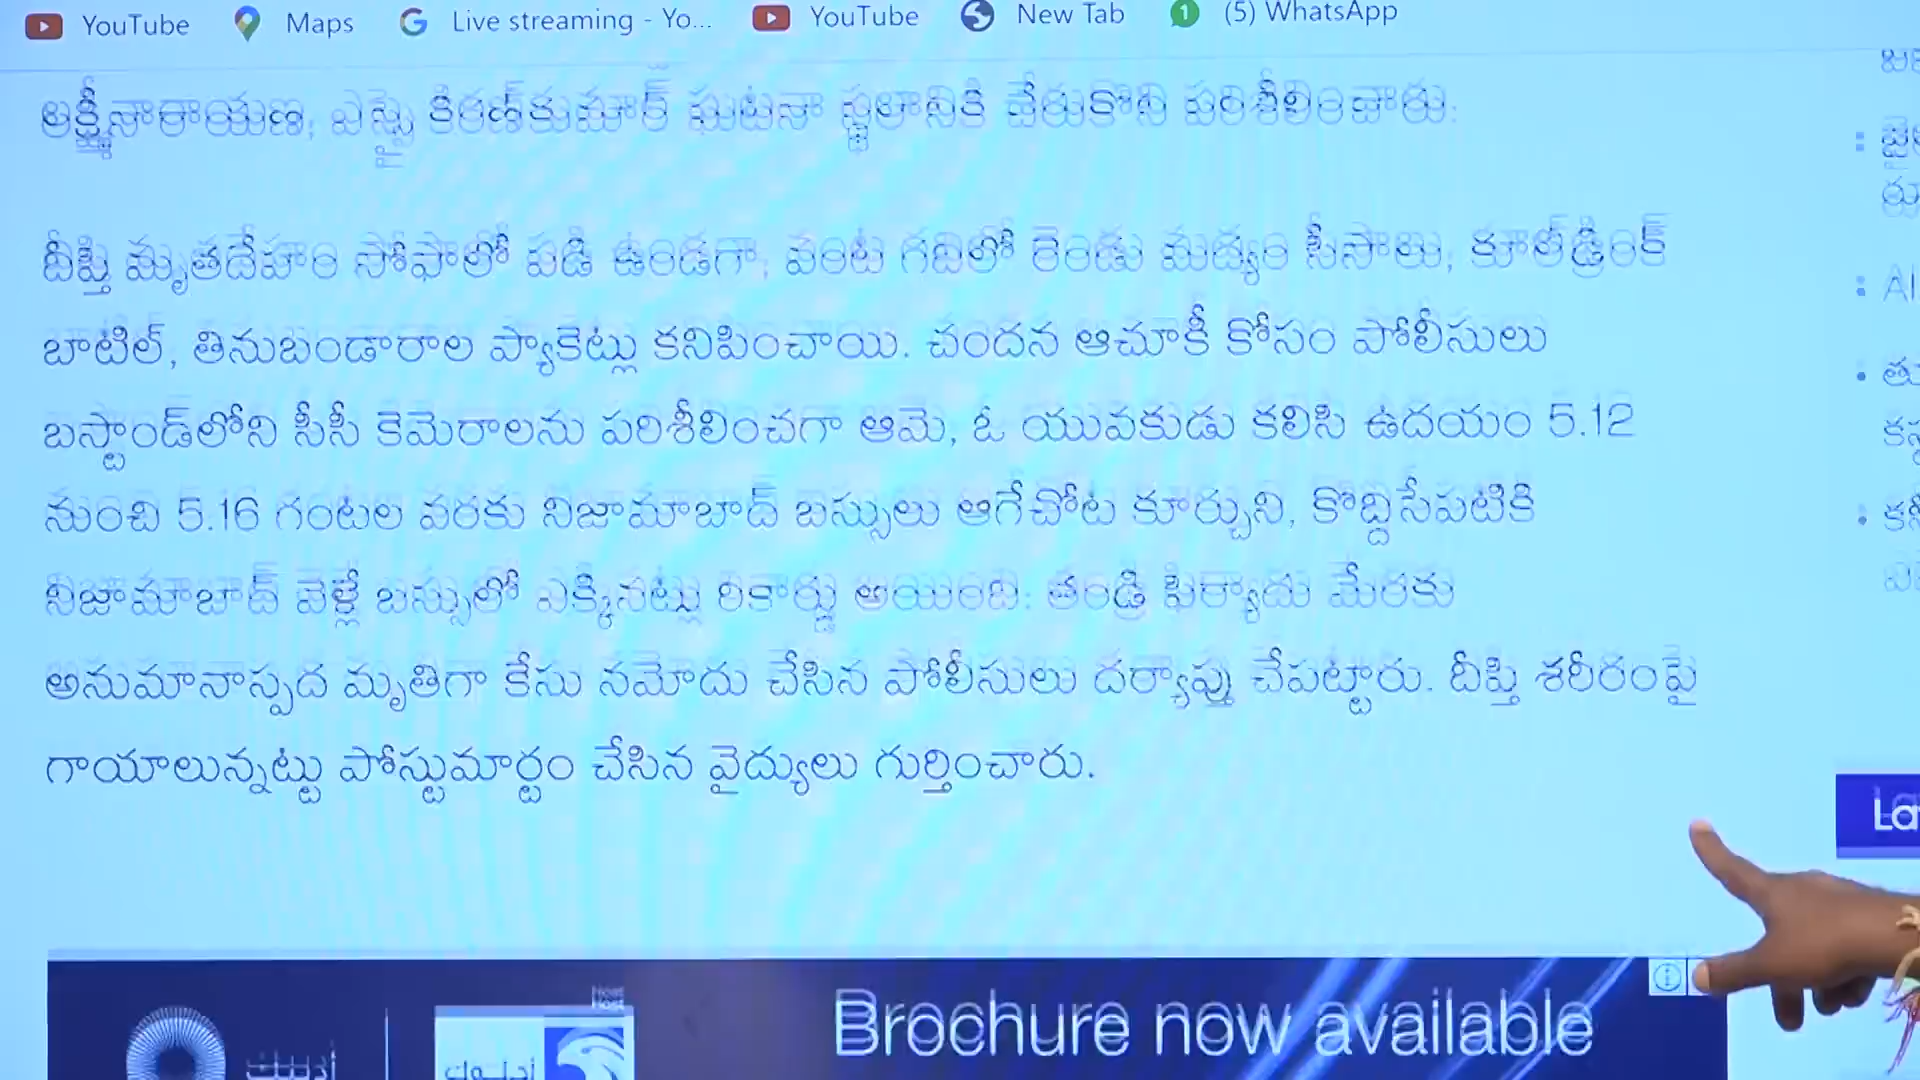 YouTube Maps Live streaming - Yo... YouTube New Tab (5) WhatsApp
లక్ష్మీనారాయణ, ఎస్సై కిరణ్‌కుమార్ ఘటనా స్థలానికి చేరుకొని పరిశీలించారు.
దీప్తి మృతదేహం సోఫాలో పడి ఉండగా, వంట గదిలో రెండు మద్యం సీసాలు, కూల్‌డ్రింక్
బాటిల్, తినుబండారాల ప్యాకెట్లు కనిపించాయి. చందన ఆచూకీ కోసం పోలీసులు
బస్టాండ్‌లోని సీసీ కెమెరాలను పరిశీలించగా ఆమె, ఓ యువకుడు కలిసి ఉదయం 5.12
నుంచి 5.16 గంటల వరకు నిజామాబాద్ బస్సులు ఆగేచోట కూర్చుని, కొద్దిసేపటికి
నిజామాబాద్ వెళ్లే బస్సులో ఎక్కినట్లు రికార్డు అయింది. తండ్రి ఫిర్యాదు మేరకు
అనుమానాస్పద మృతిగా కేసు నమోదు చేసిన పోలీసులు దర్యాప్తు చేపట్టారు. దీప్తి శరీరంపై
గాయాలున్నట్టు పోస్టుమార్టం చేసిన వైద్యులు గుర్తించారు.
La
Host
Brochure now available
أدنوك